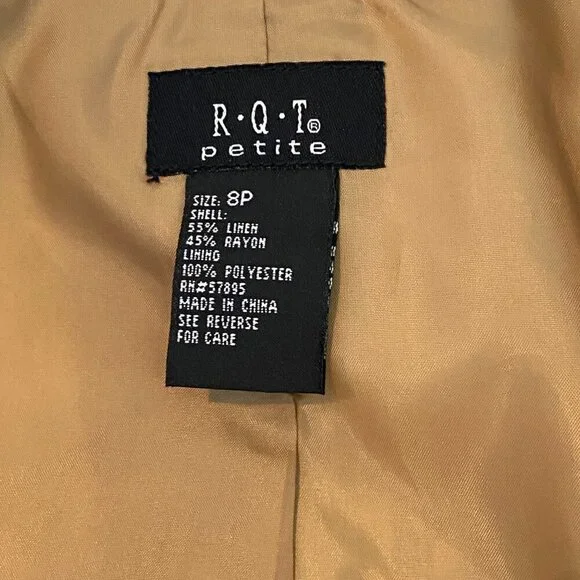 R·Q·T®
petite
SIZE: 8P
SHELL:
55% LINEN
45% RAYON
LINING
100% POLYESTER
RN#57895
MADE IN CHINA
SEE REVERSE
FOR CARE